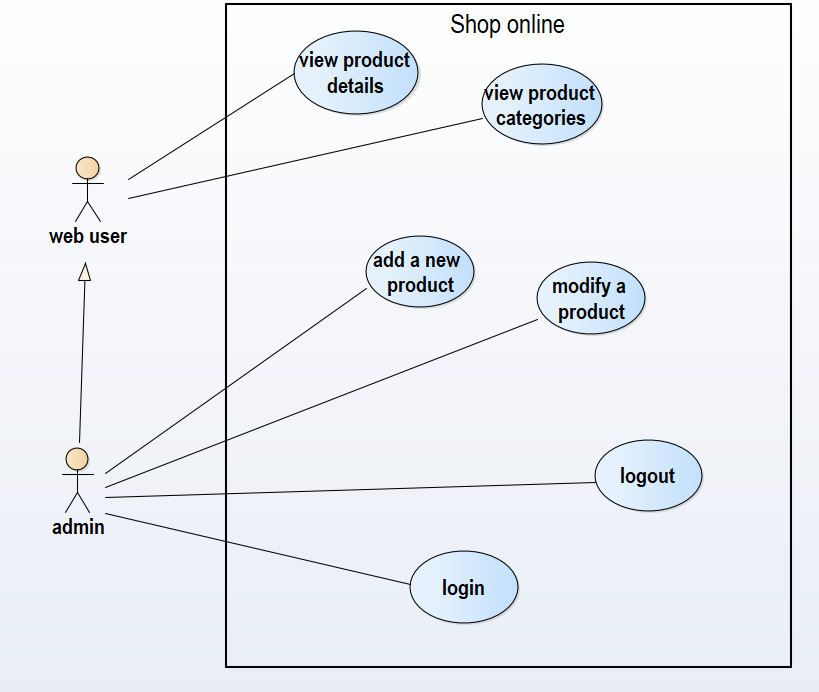 Shop online
view product
details
view product
categories
web user
add a new
product
modify a
product
logout
admin
login